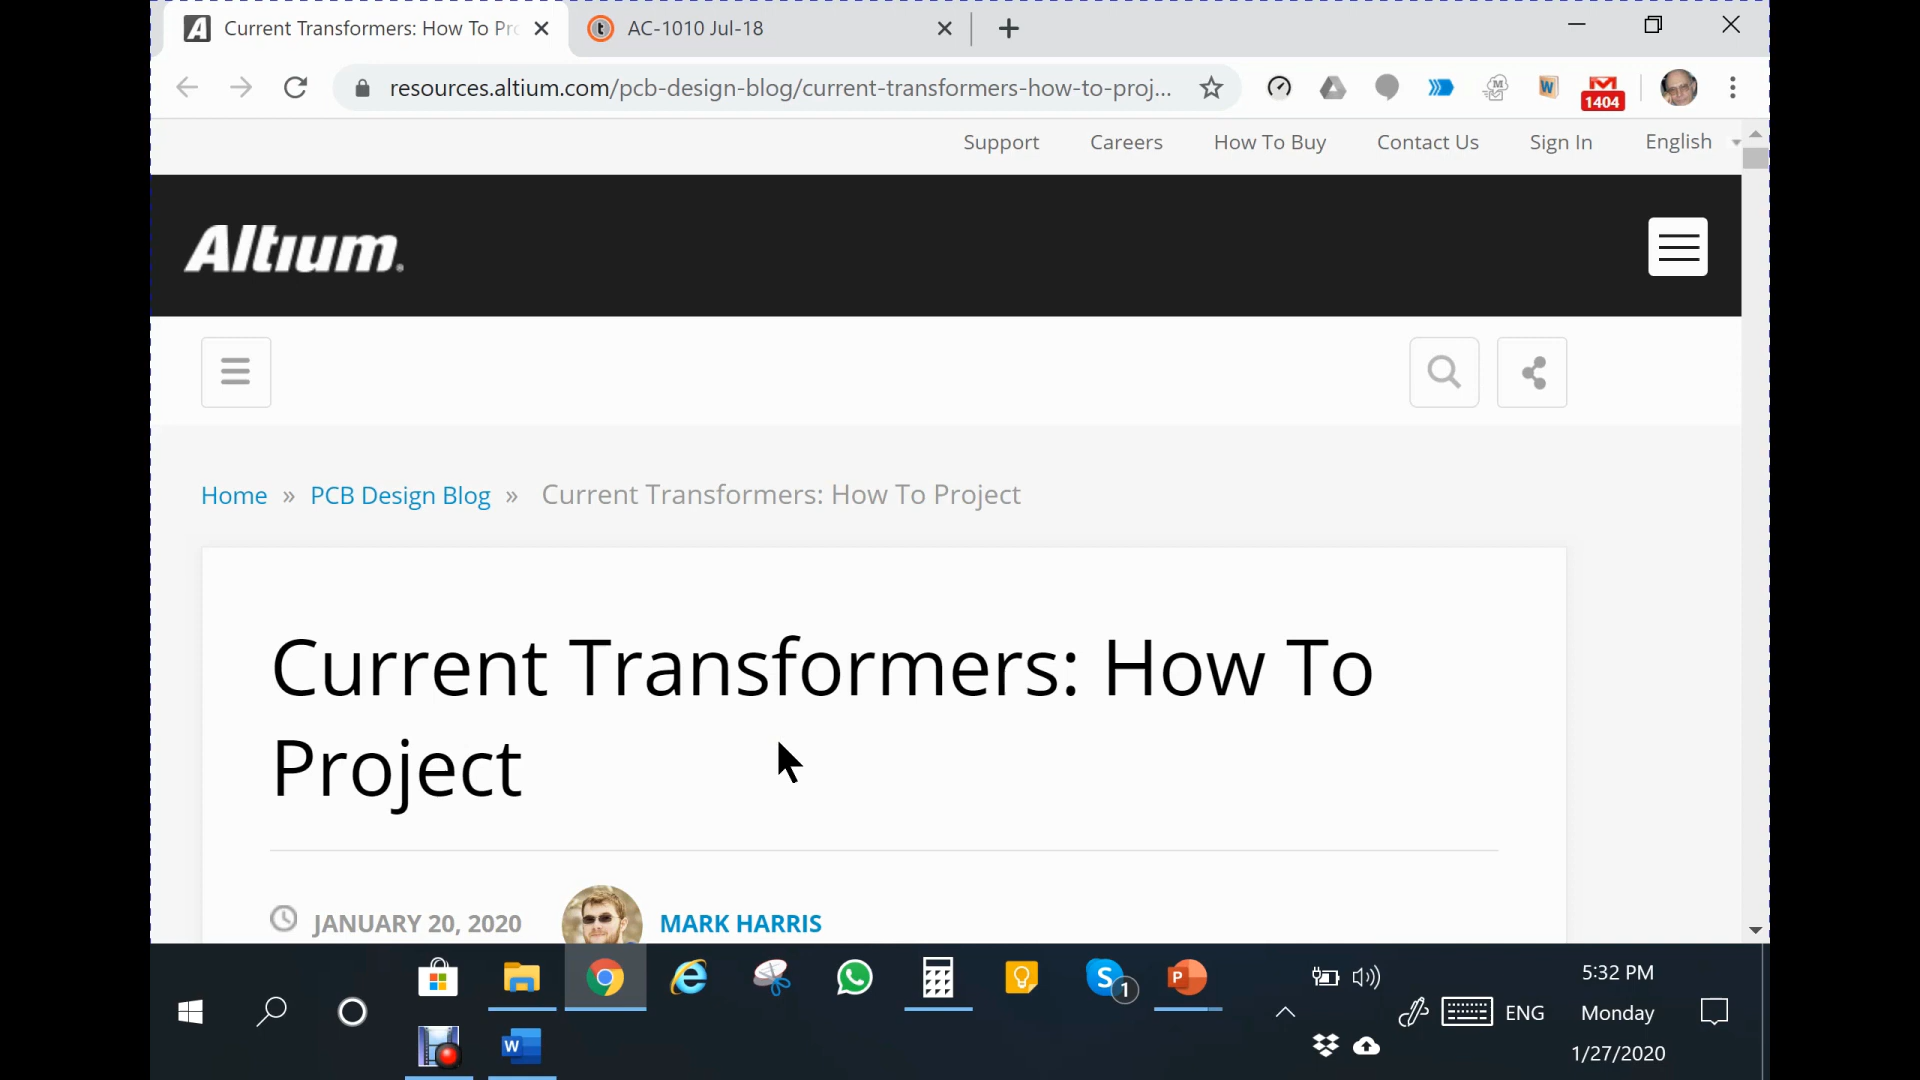 Current Transformers: How To Pr
AC-1010 Jul-18
resources.altium.com/pcb-design-blog/current-transformers-how-to-proj...
W
1404
Support Careers How To Buy Contact Us Sign In English
Altium.
Home » PCB Design Blog » Current Transformers: How To Project
Current Transformers: How To
Project
JANUARY 20, 2020 MARK HARRIS
S 1
P
5:32 PM
W
ENG
Monday
1/27/2020